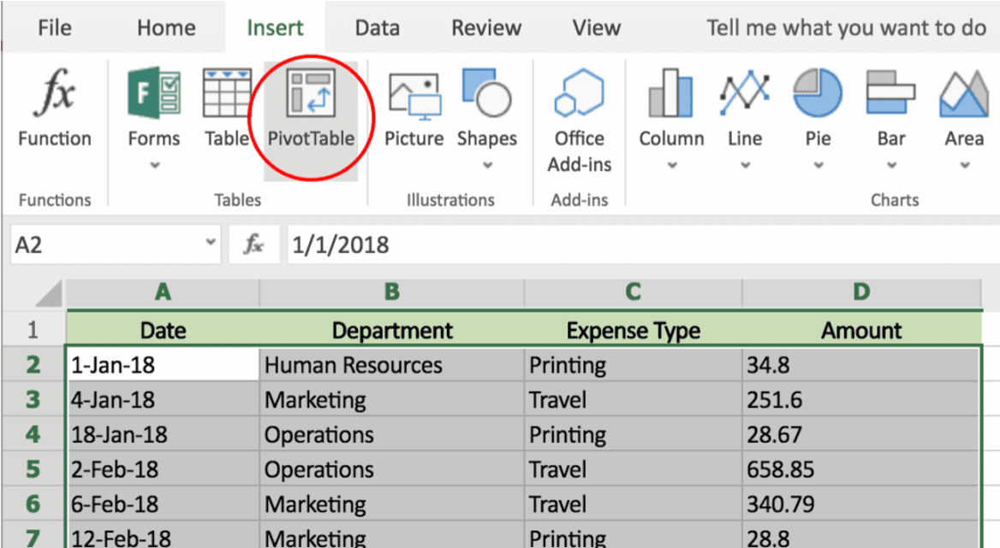 File Home Insert Data Review View Tell me what you want to do
fx F
Function Forms Table PivotTable Picture Shapes Office Add-ins Column Line Pie Bar Area
Functions Tables Illustrations Add-ins Charts
A2 fx 1/1/2018
A B C D
1 Date Department Expense Type Amount
2 1-Jan-18 Human Resources Printing 34.8
3 4-Jan-18 Marketing Travel 251.6
4 18-Jan-18 Operations Printing 28.67
5 2-Feb-18 Operations Travel 658.85
6 6-Feb-18 Marketing Travel 340.79
7 12-Feb-18 Marketing Printing 28.8